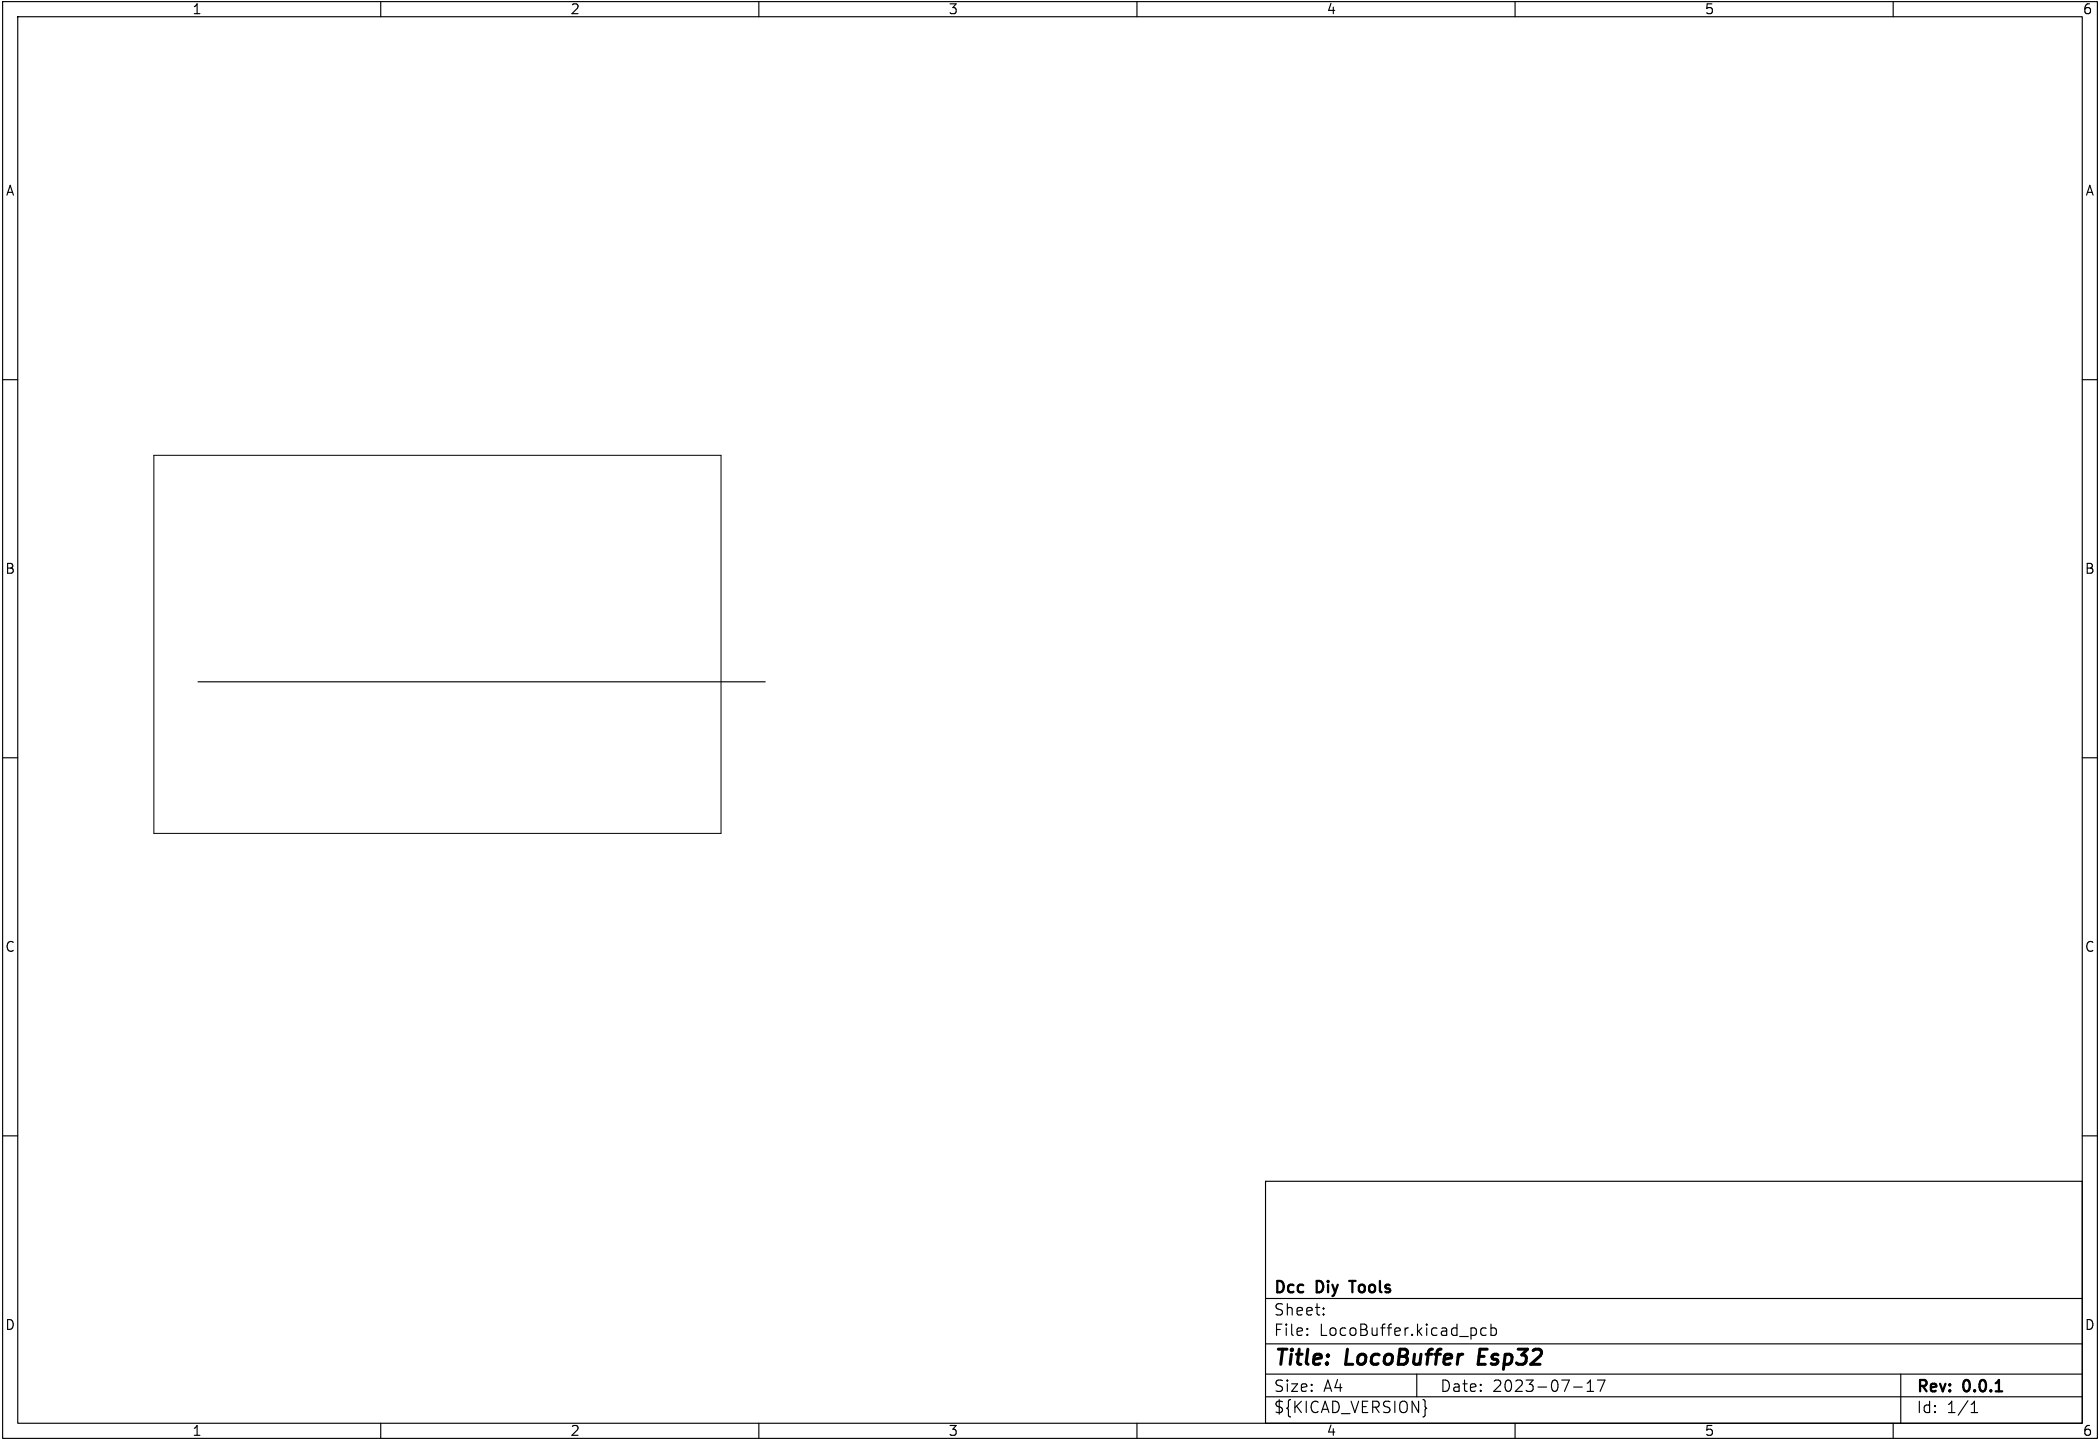 1 2 3 4 5 6
A A
B B
C C
Dcc Diy Tools
Sheet:
D File: LocoBuffer.kicad_pcb D
Title: LocoBuffer Esp32
Size: A4 Date: 2023-07-17 Rev: 0.0.1
${KICAD_VERSION} Id: 1/1
1 2 3 4 5 6